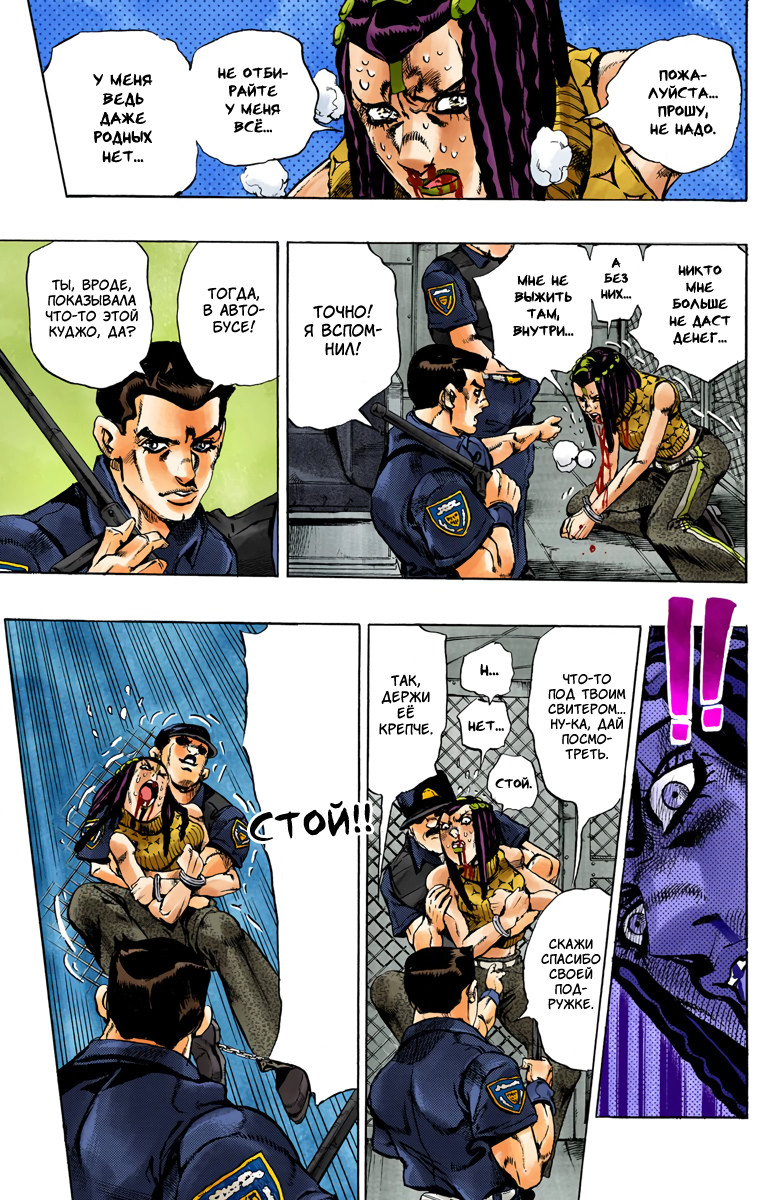 ПОЖА-
ЛУЙСТА...
ПРОШУ,
НЕ НАДО.
НЕ ОТБИ-
РАЙТЕ
У МЕНЯ
ВСЁ...
У МЕНЯ
ВЕДЬ
ДАЖЕ
РОДНЫХ
НЕТ...
НИКТО
МНЕ
БОЛЬШЕ
НЕ ДАСТ
ДЕНЕГ...
А
БЕЗ
НИХ...
МНЕ НЕ
ВЫЖИТЬ
ТАМ,
ВНУТРИ...
ТОЧНО!
Я ВСПОМ-
НИЛ!
ТОГДА,
В АВТО-
БУСЕ!
ТЫ, ВРОДЕ,
ПОКАЗЫВАЛА
ЧТО-ТО ЭТОЙ
КУДЖО, ДА?
!!
ЧТО-ТО
ПОД ТВОИМ
СВИТЕРОМ...
НУ-КА, ДАЙ
ПОСМО-
ТРЕТЬ.
Н...
НЕТ...
СТОЙ.
ТАК,
ДЕРЖИ
ЕЁ
КРЕПЧЕ.
СКАЖИ
СПАСИБО
СВОЕЙ
ПОД-
РУЖКЕ.
СТОЙ!!